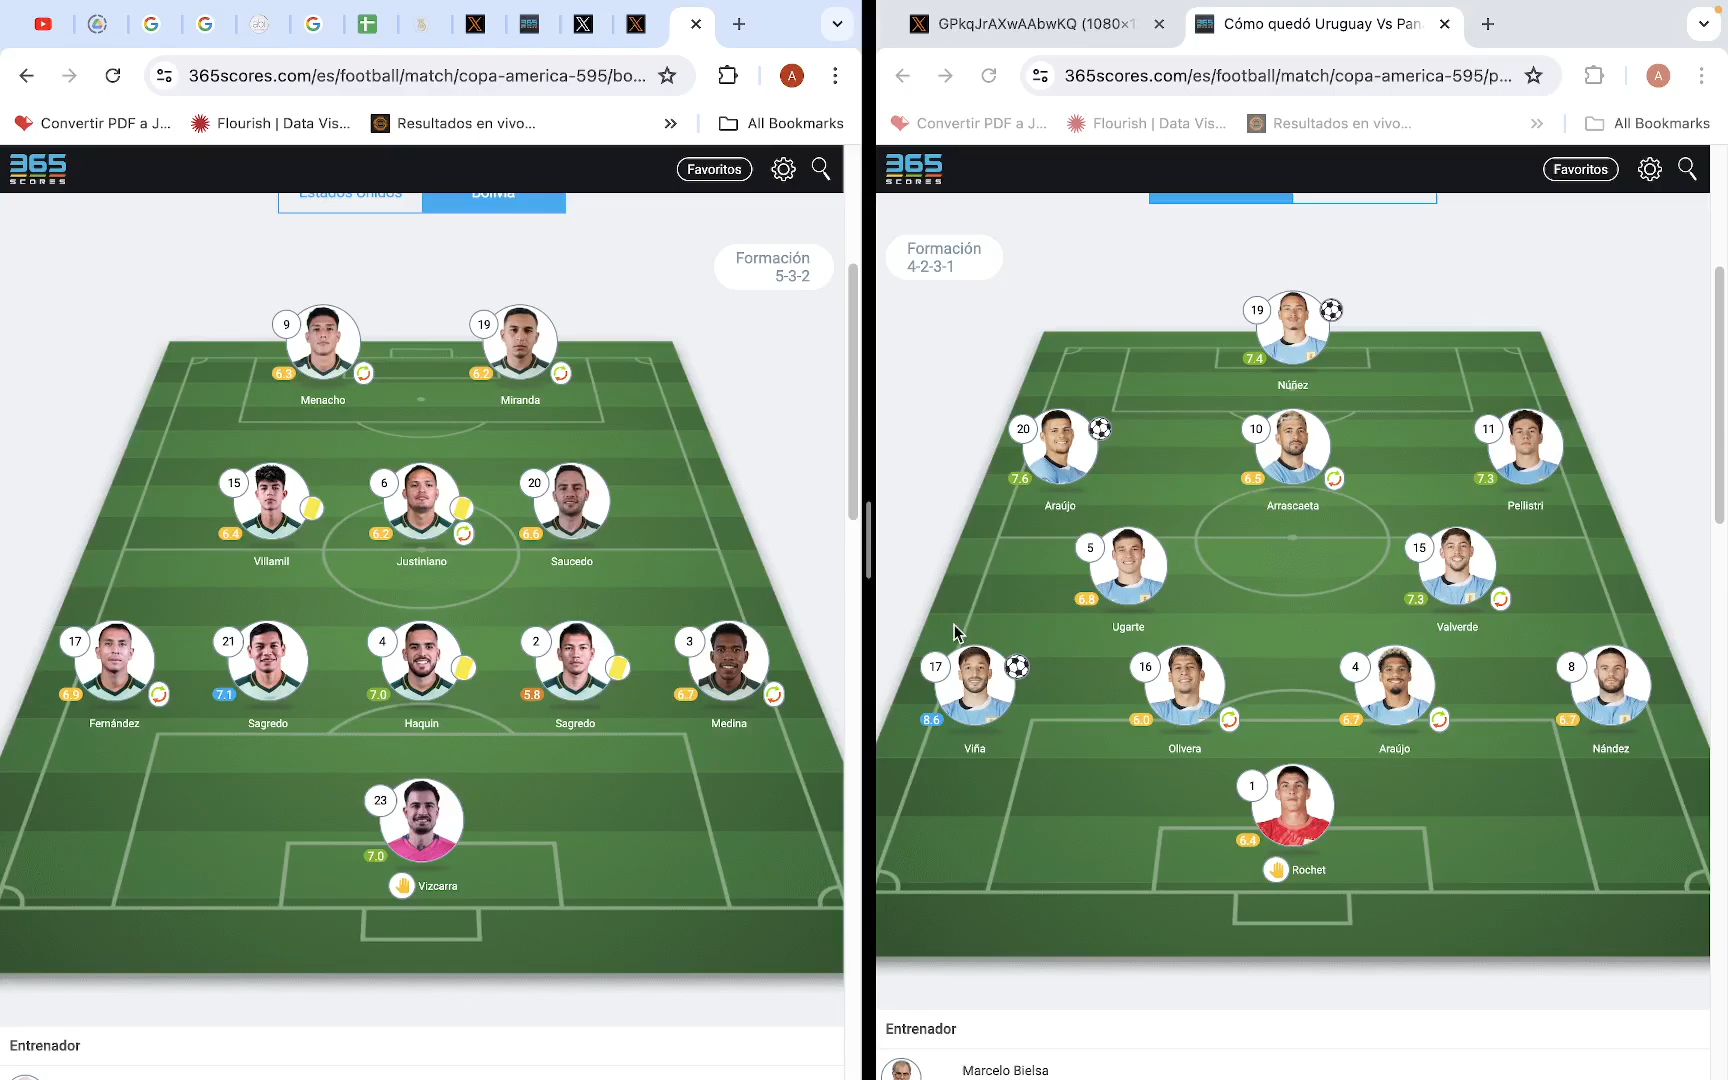 GPkqJrAXwAAbwKQ (1080×1
Cómo quedó Uruguay Vs Pan
365scores.com/es/football/match/copa-america-595/bo...
A
365scores.com/es/football/match/copa-america-595/p...
A
Convertir PDF a J...
Flourish | Data Vis...
Resultados en vivo...
All Bookmarks
Convertir PDF a J...
Flourish | Data Vis...
Resultados en vivo...
All Bookmarks
365
SCORES
Favoritos
365
SCORES
Favoritos
Estados Unidos
Bolivia
Formación
5-3-2
9
6.3
Menacho
19
6.2
Miranda
15
6.4
Villamil
6
6.2
Justiniano
20
6.6
Saucedo
17
6.9
Fernández
21
7.1
Sagredo
4
7.0
Haquin
2
5.8
Sagredo
3
6.7
Medina
23
7.0
Vizcarra
Entrenador
Formación
4-2-3-1
19
7.4
Núñez
20
7.6
Araújo
10
6.5
Arrascaeta
11
7.3
Pellistri
5
6.8
Ugarte
15
7.3
Valverde
17
8.6
Viña
16
6.0
Olivera
4
6.7
Araújo
8
6.7
Nández
1
6.4
Rochet
Entrenador
Marcelo Bielsa